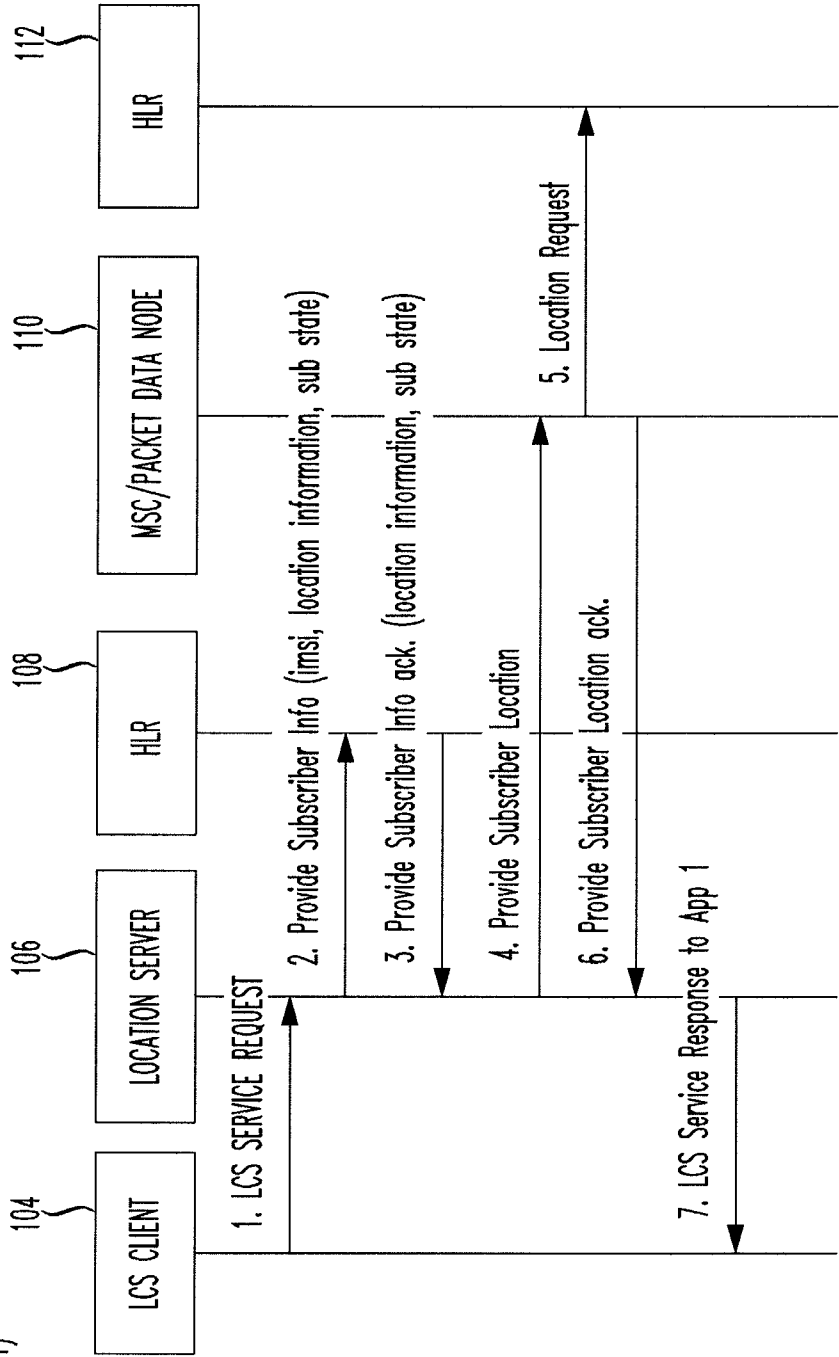 104
106
108
110
112
LCS CLIENT
LOCATION SERVER
HLR
MSC/PACKET DATA NODE
HLR
1. LCS SERVICE REQUEST
2. Provide Subscriber Info (imsi, location information, sub state)
3. Provide Subscriber Info ack. (location information, sub state)
4. Provide Subscriber Location
5. Location Request
6. Provide Subscriber Location ack.
7. LCS Service Response to App 1